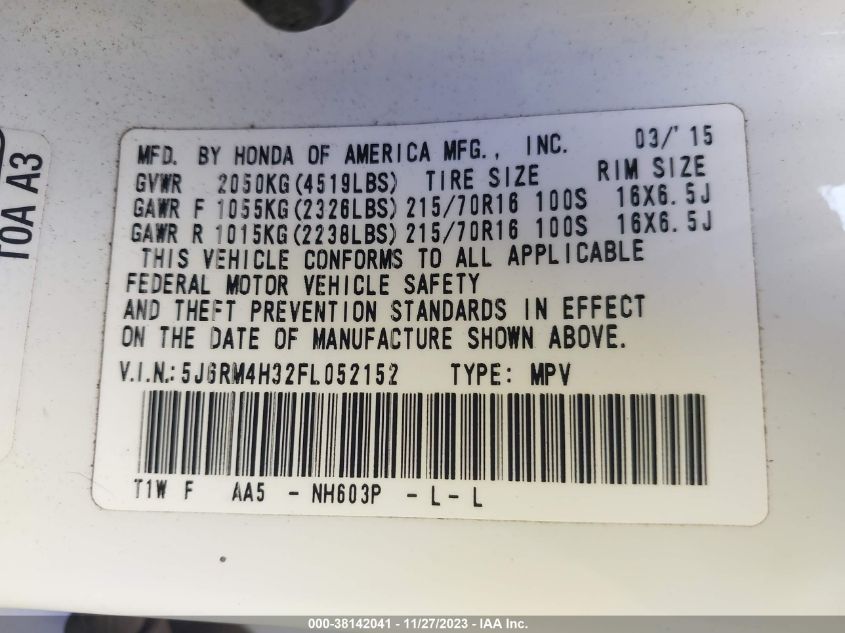 MFD. BY HONDA OF AMERICA MFG., INC. 03/'15
GVWR 2050KG(4519LBS) TIRE SIZE RIM SIZE
GAWR F 1055KG(2326LBS) 215/70R16 100S 16X6.5J
GAWR R 1015KG(2238LBS) 215/70R16 100S 16X6.5J
THIS VEHICLE CONFORMS TO ALL APPLICABLE
FEDERAL MOTOR VEHICLE SAFETY
AND THEFT PREVENTION STANDARDS IN EFFECT
ON THE DATE OF MANUFACTURE SHOWN ABOVE.
V.I.N.: 5J6RM4H32FL052152 TYPE: MPV
T1W F AA5 - NH603P - L - L
T0A A3
000-38142041 - 11/27/2023 - IAA Inc.